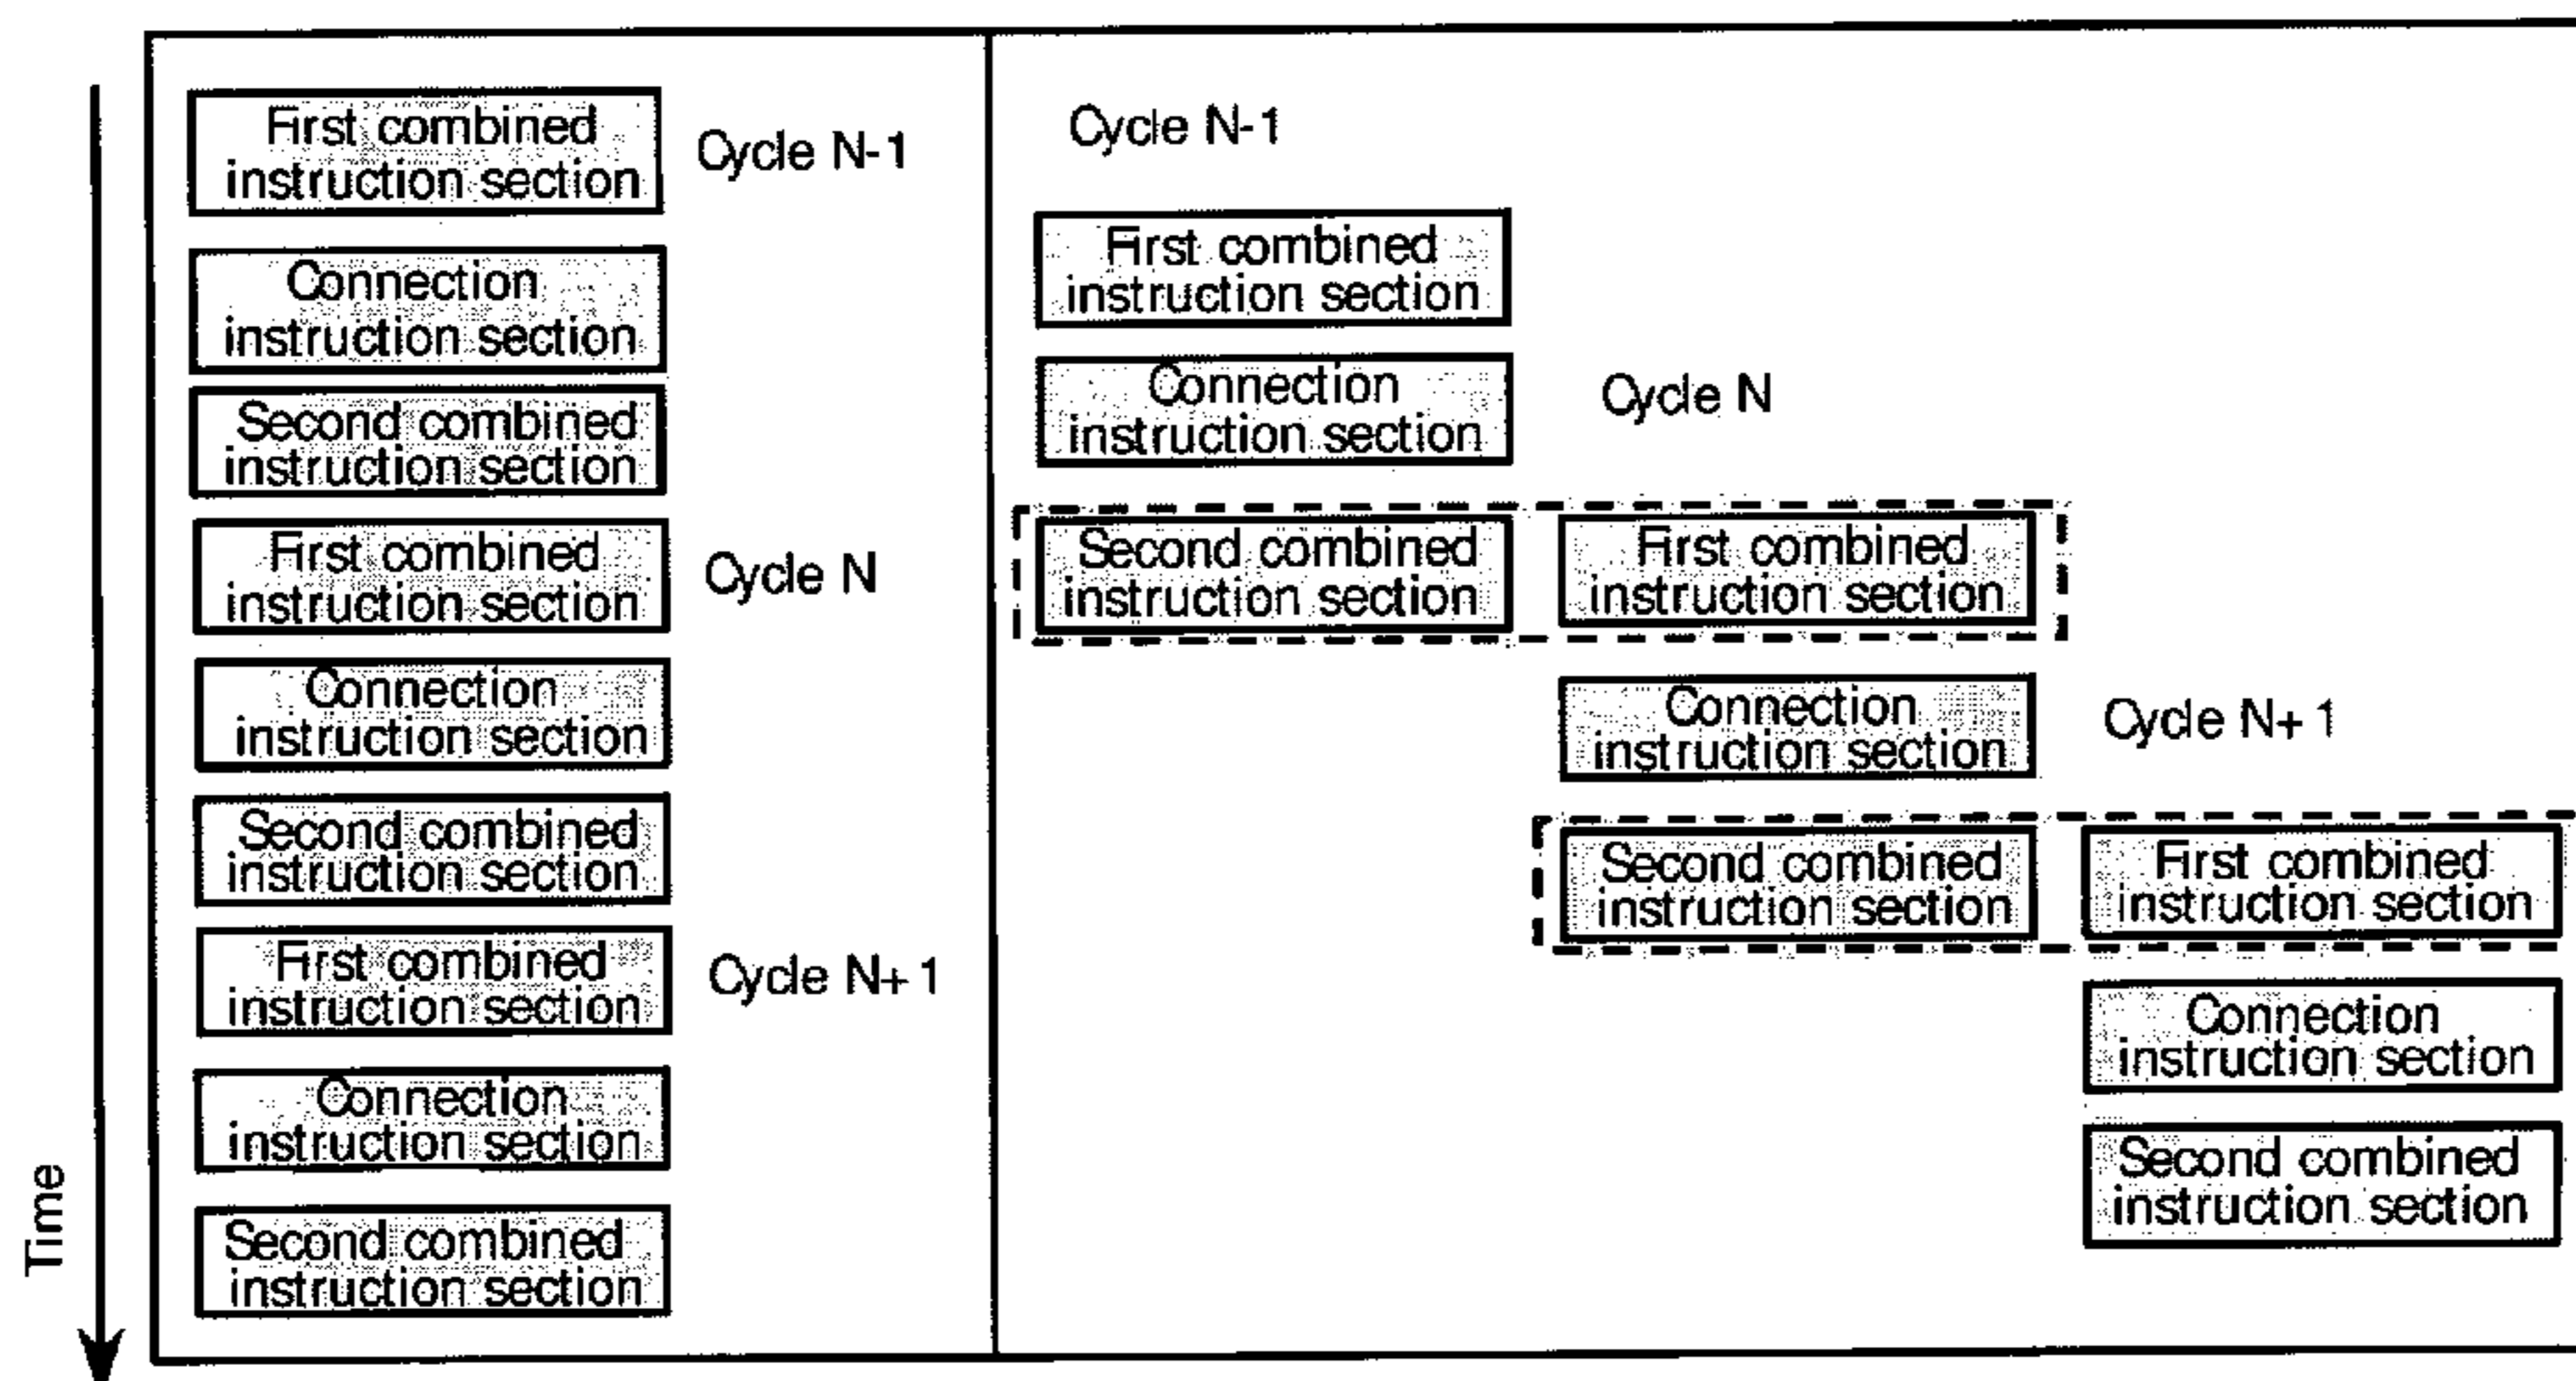 First combined
instruction section
Cycle N-1
Connection
instruction section
Second combined
instruction section
First combined
instruction section
Cycle N
Connection
instruction section
Second combined
instruction section
First combined
instruction section
Cycle N+1
Connection
instruction section
Second combined
instruction section
Time
Cycle N-1
First combined
instruction section
Connection
instruction section
Second combined
instruction section
Cycle N
First combined
instruction section
Connection
instruction section
Second combined
instruction section
Cycle N+1
First combined
instruction section
Connection
instruction section
Second combined
instruction section